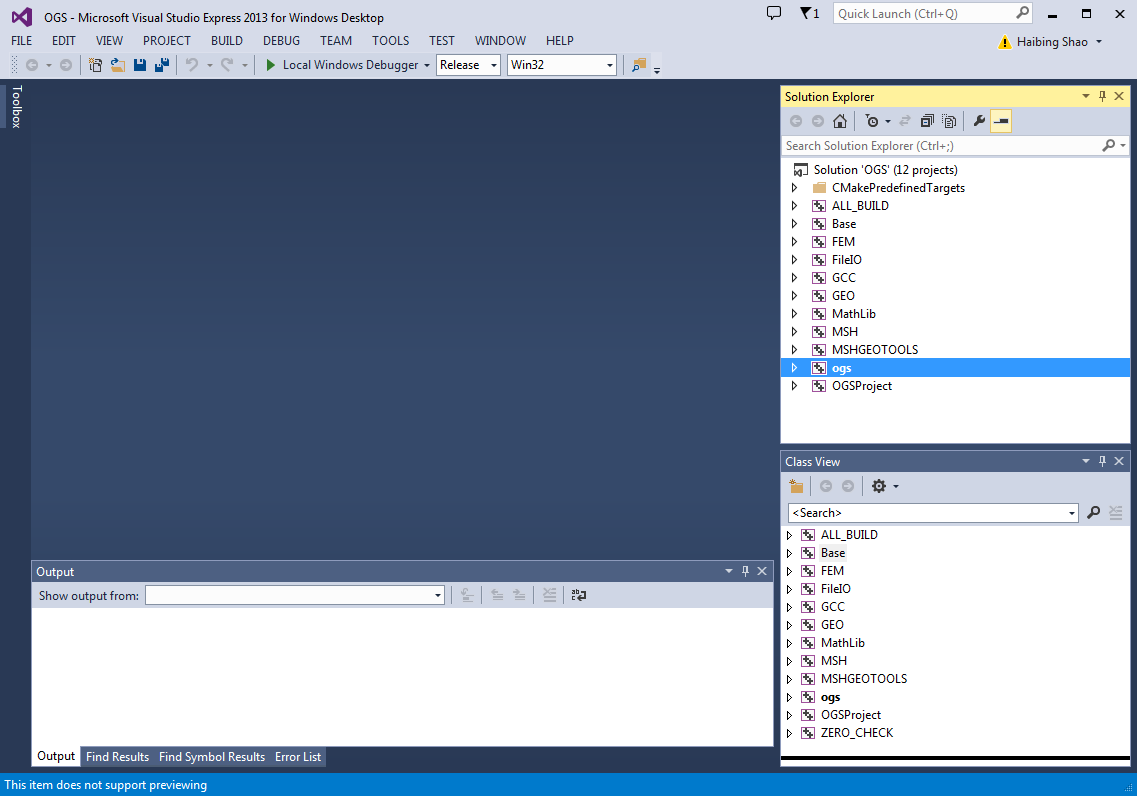 OGS - Microsoft Visual Studio Express 2013 for Windows Desktop
1
Quick Launch (Ctrl+Q)
FILE EDIT VIEW PROJECT BUILD DEBUG TEAM TOOLS TEST WINDOW HELP
Haibing Shao
Local Windows Debugger
Release
Win32
Toolbox
Solution Explorer
Search Solution Explorer (Ctrl+;)
Solution 'OGS' (12 projects)
CMakePredefinedTargets
ALL_BUILD
Base
FEM
FileIO
GCC
GEO
MathLib
MSH
MSHGEOTOOLS
ogs
OGSProject
Class View
<Search>
ALL_BUILD
Base
FEM
FileIO
GCC
GEO
MathLib
MSH
MSHGEOTOOLS
ogs
OGSProject
ZERO_CHECK
Output
Show output from:
Output Find Results Find Symbol Results Error List
This item does not support previewing